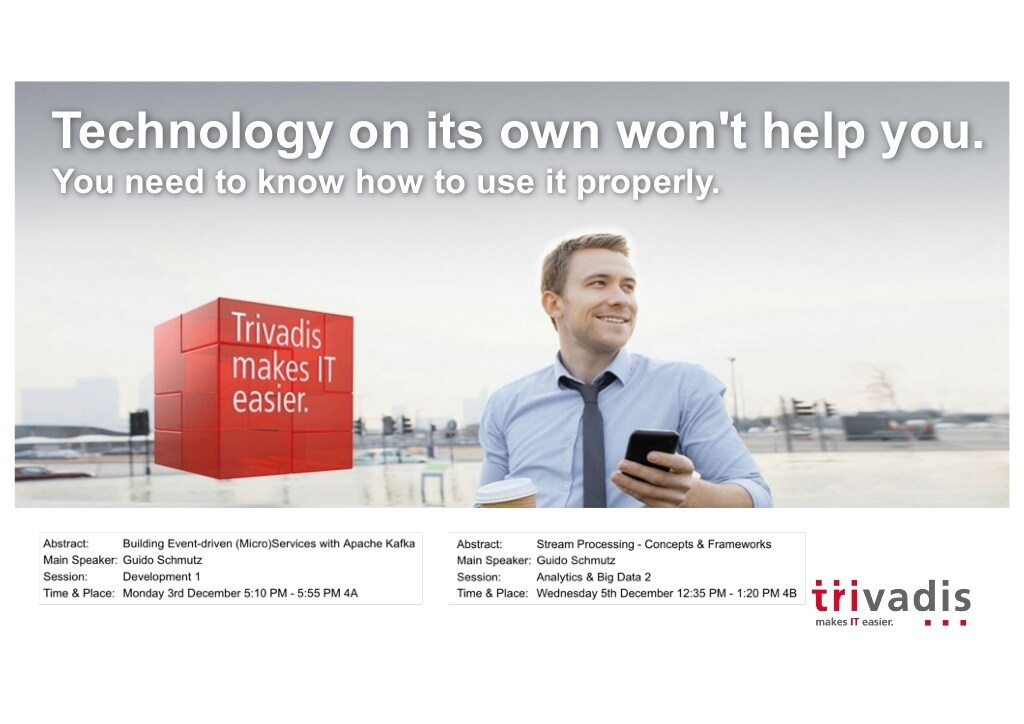 Technology on its own won't help you.
You need to know how to use it properly.
Trivadis
makes IT
easier.
Abstract: Building Event-driven (Micro)Services with Apache Kafka
Main Speaker: Guido Schmutz
Session: Development 1
Time & Place: Monday 3rd December 5:10 PM - 5:55 PM 4A
Abstract: Stream Processing - Concepts & Frameworks
Main Speaker: Guido Schmutz
Session: Analytics & Big Data 2
Time & Place: Wednesday 5th December 12:35 PM - 1:20 PM 4B
trivadis
makes IT easier.